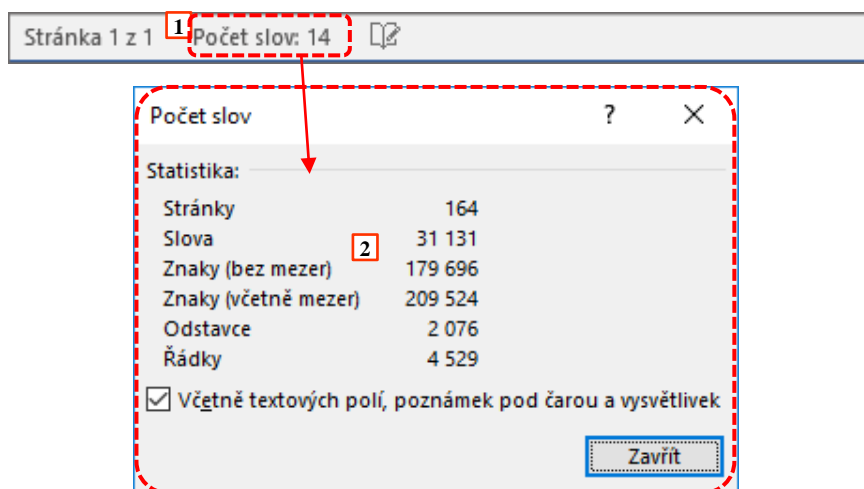 Stránka 1 z 1 1 Počet slov: 14
Počet slov ?
Statistika:
Stránky 164
Slova 31 131
2
Znaky (bez mezer) 179 696
Znaky (včetně mezer) 209 524
Odstavce 2 076
Řádky 4 529
Včetně textových polí, poznámek pod čarou a vysvětlivek
Zavřít